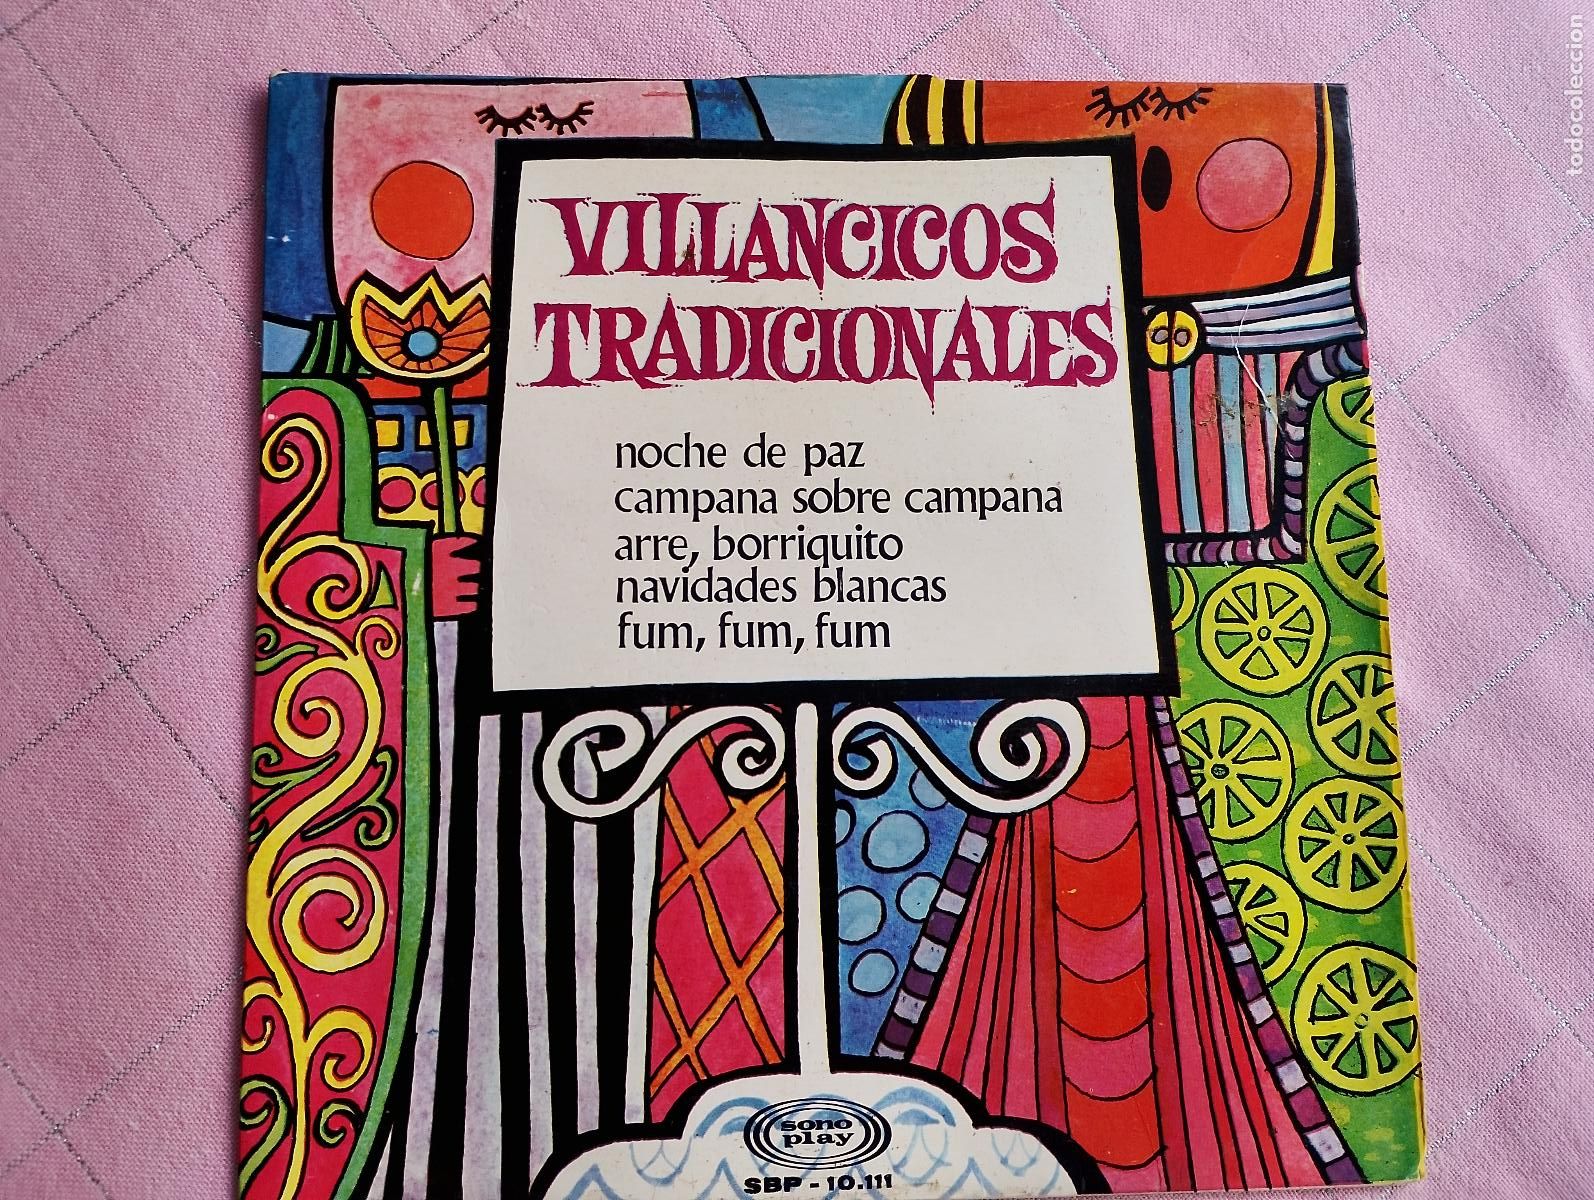 VILLANCICOS
TRADICIONALES
noche de paz
campana sobre campana
arre, borriquito
navidades blancas
fum, fum, fum
sono
play
SBP - 10.111
todocoleccion